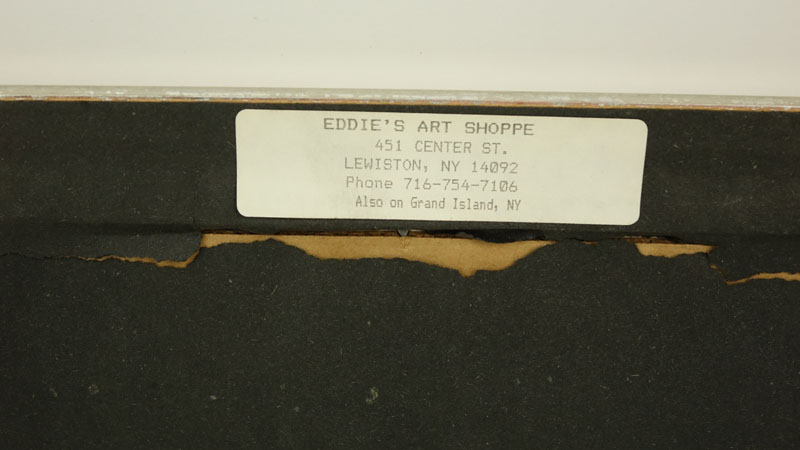 EDDIE'S ART SHOPPE
451 CENTER ST.
LEWISTON, NY 14092
Phone 716-754-7106
Also on Grand Island, NY